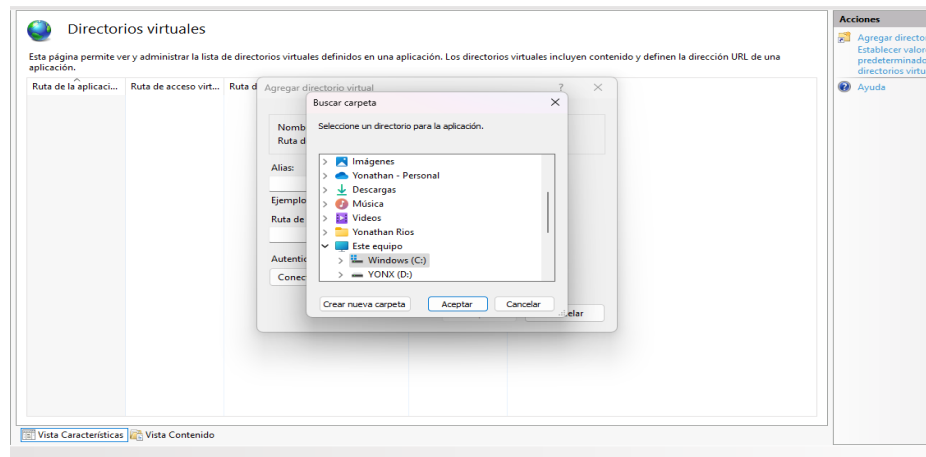 Directorios virtuales
Esta página permite ver y administrar la lista de directorios virtuales definidos en una aplicación. Los directorios virtuales incluyen contenido y definen la dirección URL de una
aplicación.
Ruta de la aplicaci... Ruta de acceso virt... Ruta d
Agregar directorio virtual ? ×
Buscar carpeta
Seleccione un directorio para la aplicación.
Nomb
Ruta d
Alias:
Ejemplo
Ruta de
Autentic
Conec
Imágenes
Yonathan - Personal
Descargas
Música
Videos
Yonathan Rios
Este equipo
Windows (C:)
YONX (D:)
Crear nueva carpeta Aceptar Cancelar
elar
Vista Características Vista Contenido
Acciones
Agregar directo
Establecer valor
predeterminado
directorios virtu
Ayuda